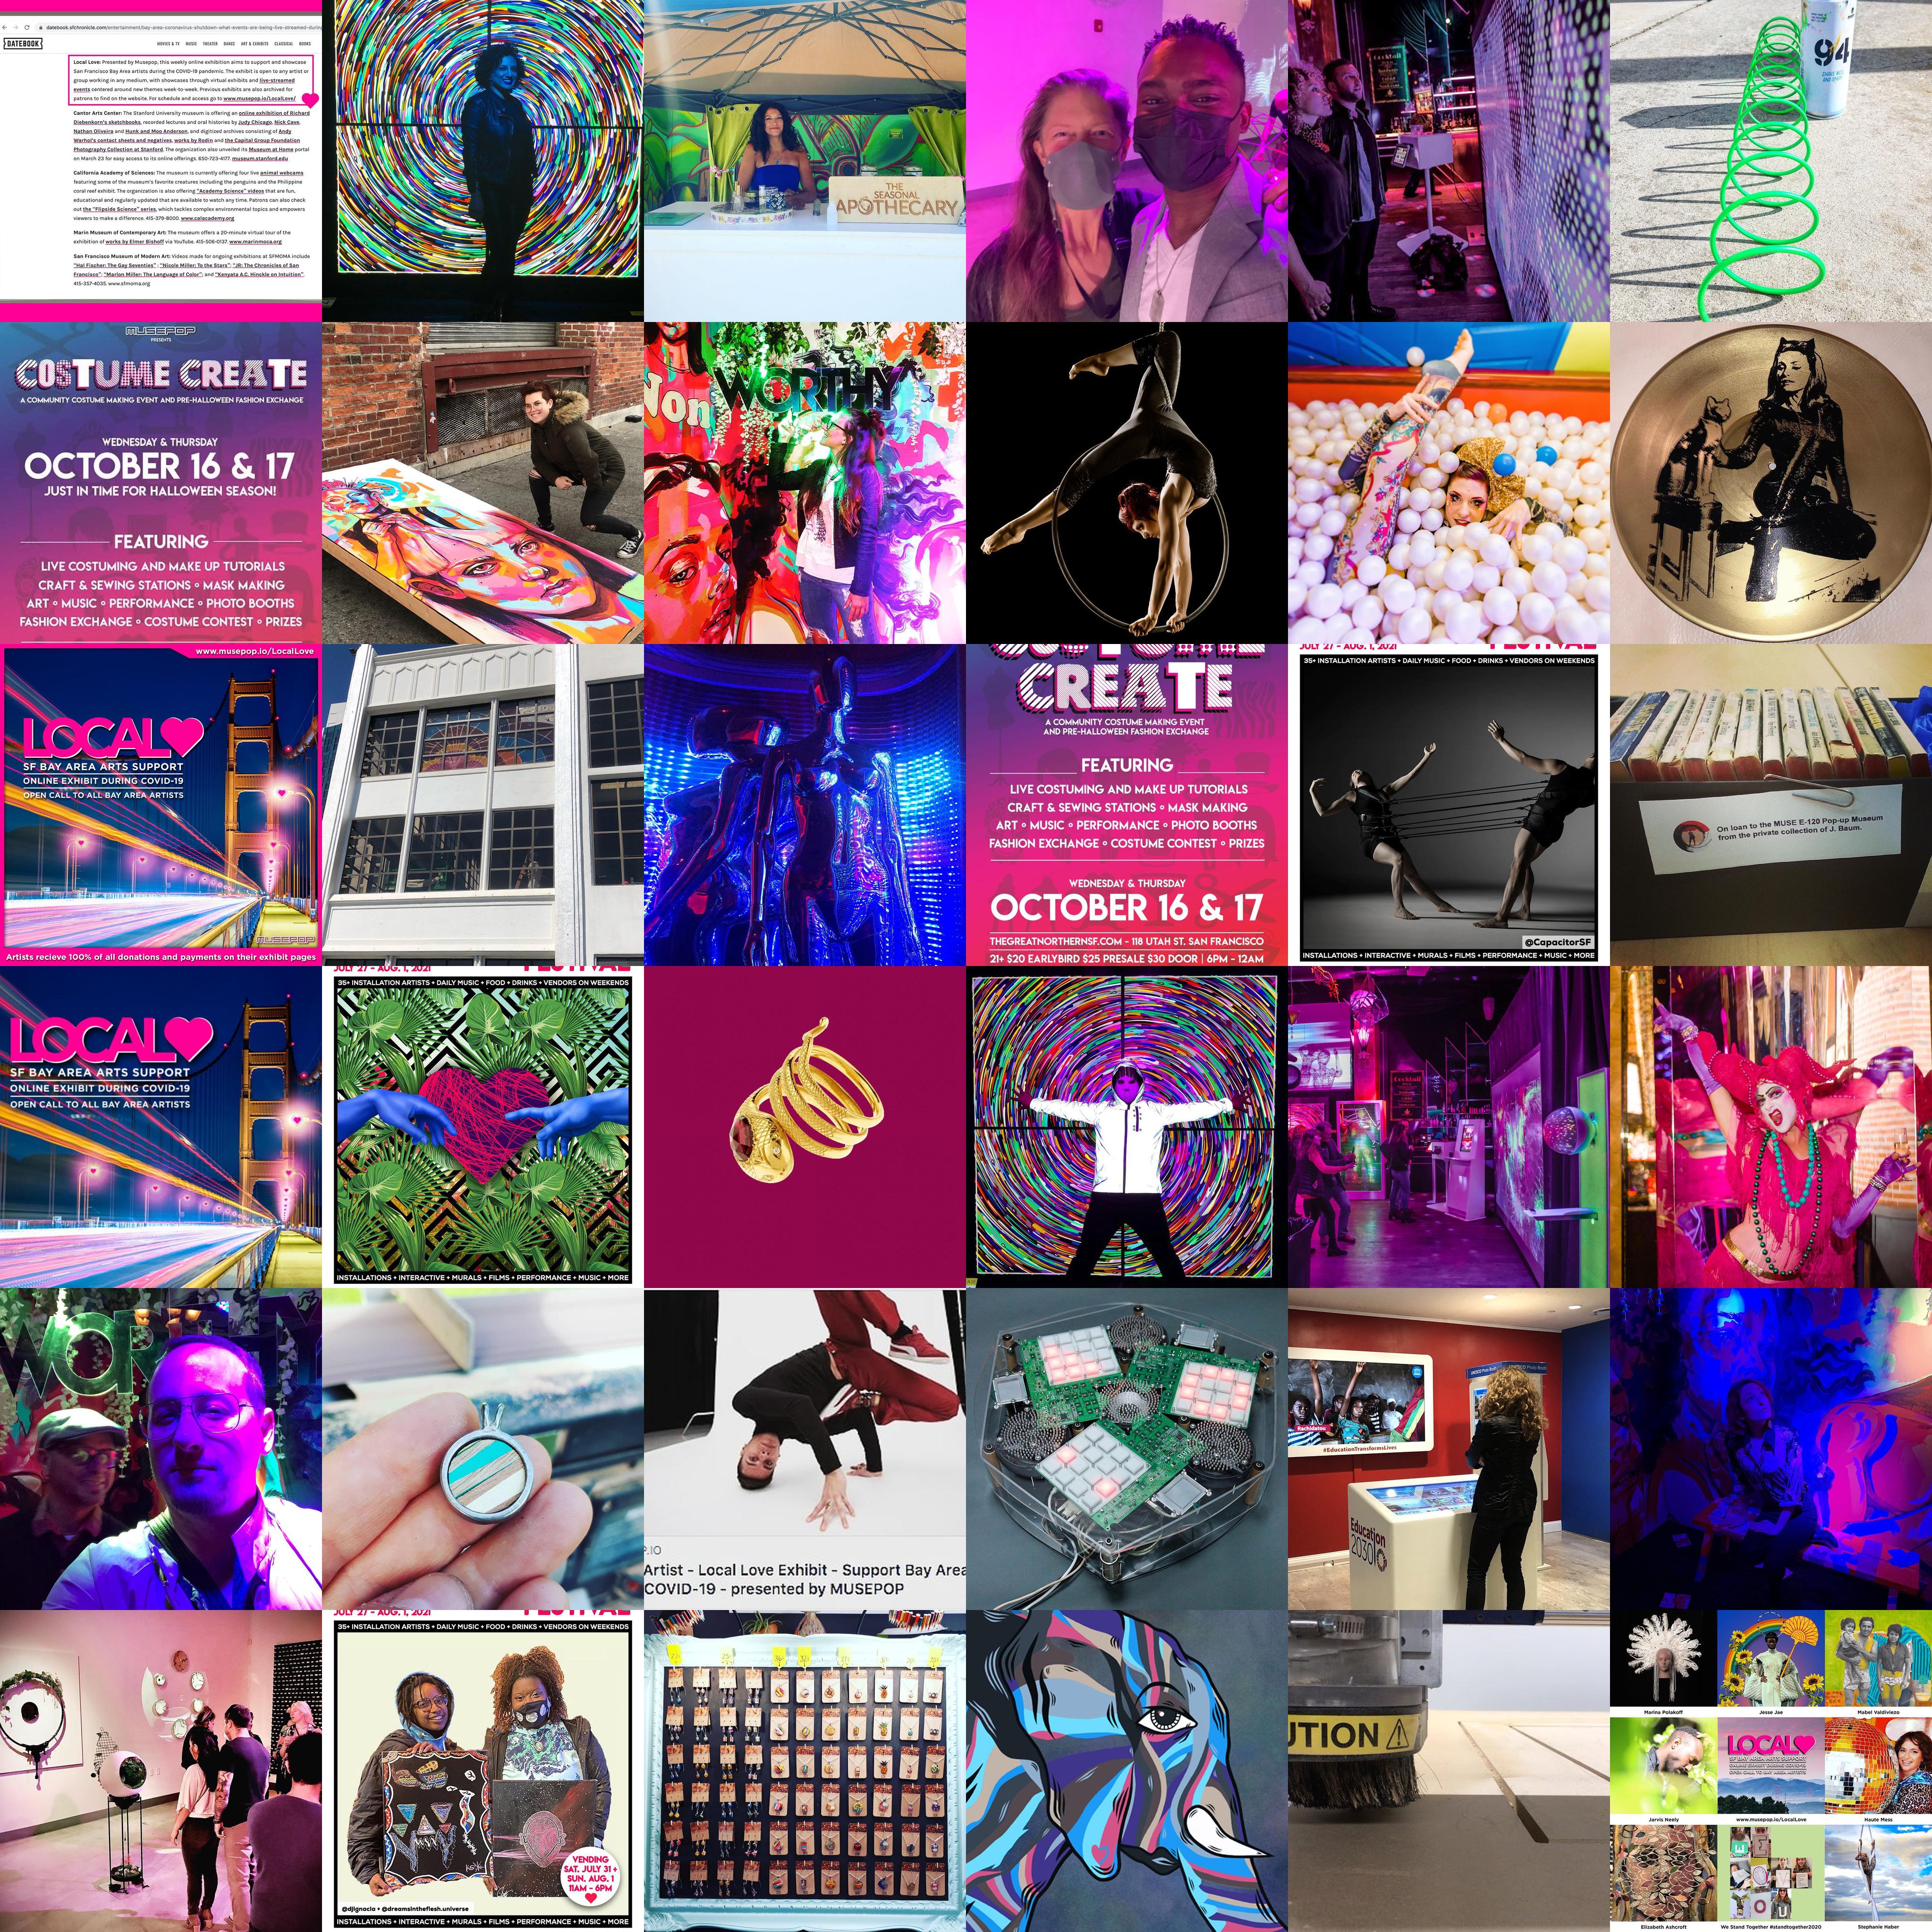 datebook.sfchronicle.com/entertainment/bay-area-coronavirus-shutdown-what-events-are-being-live-streamed-durin
DATEBOOK
MOVIES & TV MUSIC THEATER DANCE ART & EXHIBITS CLASSICAL BOOKS
Local Love: Presented by Musepop, this weekly online exhibition aims to support and showcase
San Francisco Bay Area artists during the COVID-19 pandemic. The exhibit is open to any artist or
group working in any medium, with showcases through virtual exhibits and live-streamed
events centered around new themes week-to-week. Previous exhibits are also archived for
patrons to find on the website. For schedule and access go to www.musepop.io/LocalLove/
Cantor Arts Center: The Stanford University museum is offering an online exhibition of Richard
Diebenkorn's sketchbooks, recorded lectures and oral histories by Judy Chicago, Nick Cave,
Nathan Oliveira and Hunk and Moo Anderson, and digitized archives consisting of Andy
Warhol's contact sheets and negatives, works by Rodin and the Capital Group Foundation
Photography Collection at Stanford. The organization also unveiled its Museum at Home portal
on March 23 for easy access to its online offerings. 650-723-4177. museum.stanford.edu
California Academy of Sciences: The museum is currently offering four live animal webcams
featuring some of the museum's favorite creatures including the penguins and the Philippine
coral reef exhibit. The organization is also offering "Academy Science" videos that are fun,
educational and regularly updated that are available to watch any time. Patrons can also check
out the "Flipside Science" series, which tackles complex environmental topics and empowers
viewers to make a difference. 415-379-8000. www.calacademy.org
Marin Museum of Contemporary Art: The museum offers a 20-minute virtual tour of the
exhibition of works by Elmer Bishoff via YouTube. 415-506-0137. www.marinmoca.org
San Francisco Museum of Modern Art: Videos made for ongoing exhibitions at SFMOMA include
"Hal Fischer: The Gay Seventies"; "Nicole Miller: To the Stars"; "JR: The Chronicles of San
Francisco"; "Marlon Miller: The Language of Color"; and "Kenyata A.C. Hinckle on Intuition".
415-357-4035. www.sfmoma.org
THE
SEASONAL
APOTHECARY
Cocktail
94
MUSEPOP
PRESENTS
COSTUME CREATE
A COMMUNITY COSTUME MAKING EVENT AND PRE-HALLOWEEN FASHION EXCHANGE
WEDNESDAY & THURSDAY
OCTOBER 16 & 17
JUST IN TIME FOR HALLOWEEN SEASON!
FEATURING
LIVE COSTUMING AND MAKE UP TUTORIALS
CRAFT & SEWING STATIONS ∘ MASK MAKING
ART ∘ MUSIC ∘ PERFORMANCE ∘ PHOTO BOOTHS
FASHION EXCHANGE ∘ COSTUME CONTEST ∘ PRIZES
Won
WORTHY
www.musepop.io/LocalLove
LOCAL
SF BAY AREA ARTS SUPPORT
ONLINE EXHIBIT DURING COVID-19
OPEN CALL TO ALL BAY AREA ARTISTS
MUSEPOP
Artists recieve 100% of all donations and payments on their exhibit pages
COSTUME
CREATE
A COMMUNITY COSTUME MAKING EVENT
AND PRE-HALLOWEEN FASHION EXCHANGE
FEATURING
LIVE COSTUMING AND MAKE UP TUTORIALS
CRAFT & SEWING STATIONS ∘ MASK MAKING
ART ∘ MUSIC ∘ PERFORMANCE ∘ PHOTO BOOTHS
FASHION EXCHANGE ∘ COSTUME CONTEST ∘ PRIZES
WEDNESDAY & THURSDAY
OCTOBER 16 & 17
THEGREATNORTHERNSF.COM - 118 UTAH ST. SAN FRANCISCO
21+ $20 EARLYBIRD $25 PRESALE $30 DOOR | 6PM - 12AM
JULY 27 - AUG. 1, 2021 FESTIVAL
35+ INSTALLATION ARTISTS + DAILY MUSIC + FOOD + DRINKS + VENDORS ON WEEKENDS
@CapacitorSF
INSTALLATIONS + INTERACTIVE + MURALS + FILMS + PERFORMANCE + MUSIC + MORE
On loan to the MUSE E-120 Pop-up Museum
from the private collection of J. Baum.
LOCAL
SF BAY AREA ARTS SUPPORT
ONLINE EXHIBIT DURING COVID-19
OPEN CALL TO ALL BAY AREA ARTISTS
JULY 27 - AUG. 1, 2021 FESTIVAL
35+ INSTALLATION ARTISTS + DAILY MUSIC + FOOD + DRINKS + VENDORS ON WEEKENDS
INSTALLATIONS + INTERACTIVE + MURALS + FILMS + PERFORMANCE + MUSIC + MORE
Cocktail
WORTHY
P.IO
Artist - Local Love Exhibit - Support Bay Area
COVID-19 - presented by MUSEPOP
Rachidatou
#EducationTransformsLives
Education
2030
JULY 27 - AUG. 1, 2021 FESTIVAL
35+ INSTALLATION ARTISTS + DAILY MUSIC + FOOD + DRINKS + VENDORS ON WEEKENDS
VENDING
SAT. JULY 31 +
SUN. AUG. 1
11AM - 6PM
@djignacia + @dreamsintheflesh.universe
INSTALLATIONS + INTERACTIVE + MURALS + FILMS + PERFORMANCE + MUSIC + MORE
UTION
Marina Polakoff Jesse Jae Mabel Valdiviezo
LOCAL
SF BAY AREA ARTS SUPPORT
ONLINE EXHIBIT DURING COVID-19
OPEN CALL TO ALL BAY AREA ARTISTS
Jarvis Neely www.musepop.io/LocalLove Haute Mess
Elizabeth Ashcroft We Stand Together #standtogether2020 Stephanie Haber